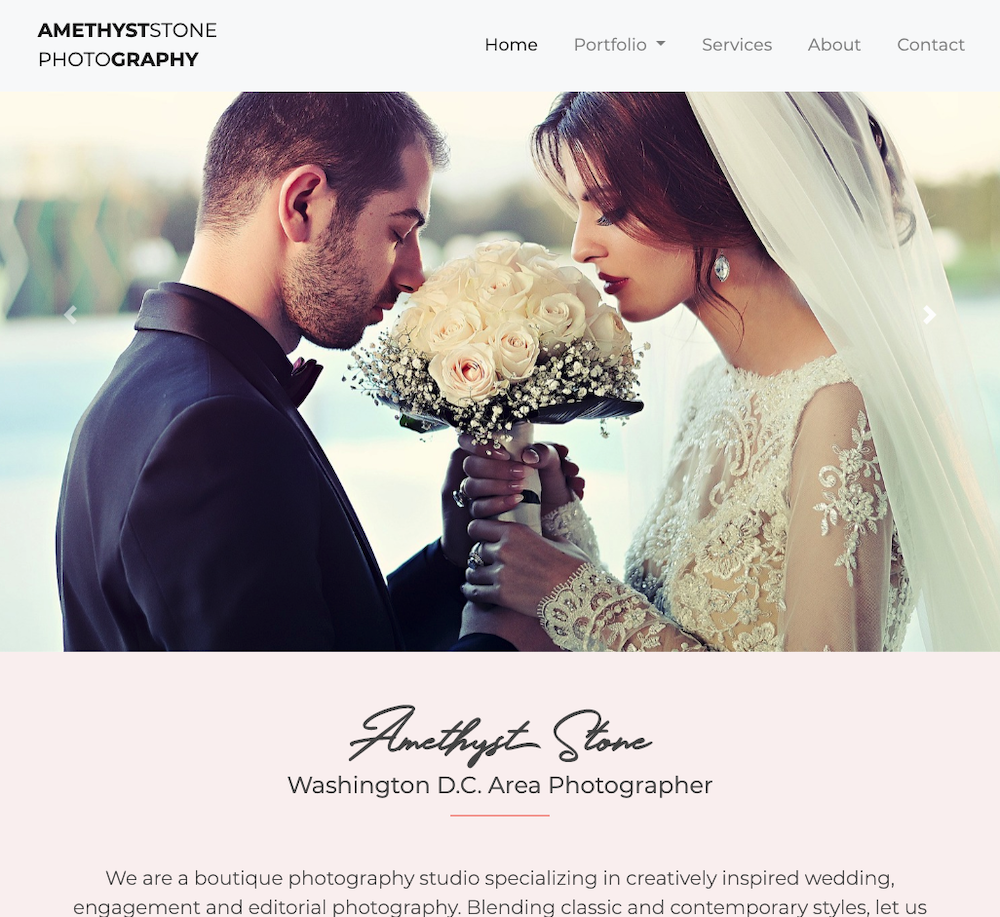 AMETHYSTSTONE
PHOTOGRAPHY
Home Portfolio Services About Contact
Amethyst Stone
Washington D.C. Area Photographer
We are a boutique photography studio specializing in creatively inspired wedding,
engagement and editorial photography. Blending classic and contemporary styles, let us